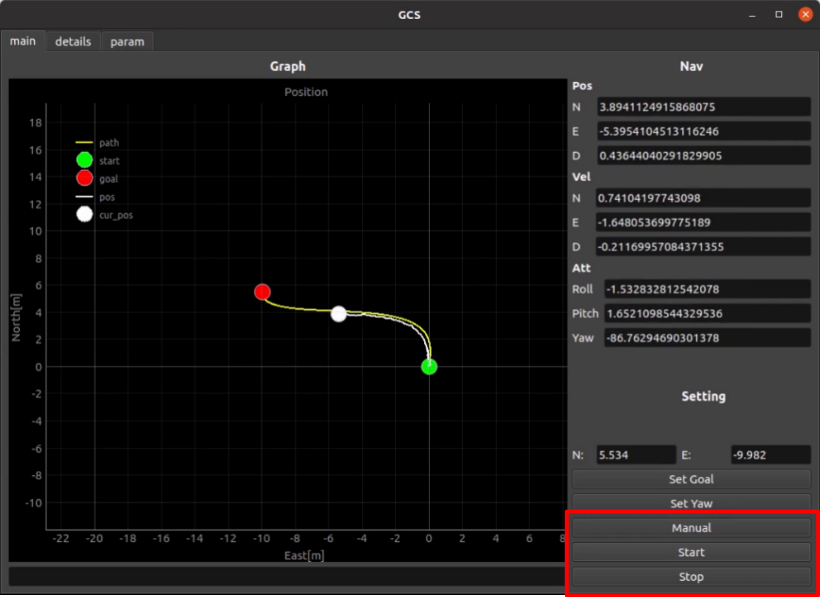 GCS
main details param
Graph
Position
18
16
14
12
10
8
6
4
2
0
-2
-4
-6
-8
-10
North[m]
path
start
goal
pos
cur_pos
-22 -20 -18 -16 -14 -12 -10 -8 -6 -4 -2 0 2 4 6 8
East[m]
Nav
Pos
N 3.8941124915868075
E -5.3954104513116246
D 0.43644040291829905
Vel
N 0.74104197743098
E -1.648053699775189
D -0.21169957084371355
Att
Roll -1.532832812542078
Pitch 1.6521098544329536
Yaw -86.76294690301378
Setting
N: 5.534 E: -9.982
Set Goal
Set Yaw
Manual
Start
Stop